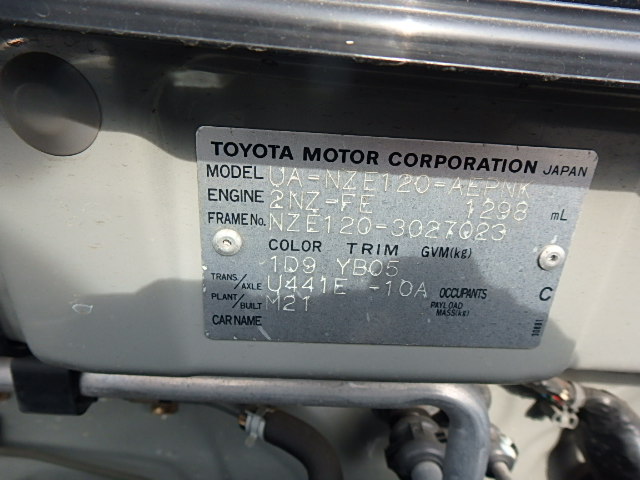 TOYOTA MOTOR CORPORATION JAPAN
MODEL UA-NZE120-AEPNK
ENGINE 2NZ-FE 1298 mL
FRAME No. NZE120-3027023
COLOR TRIM GVM(kg)
1D9 YB05
TRANS/AXLE U441E -10A OCCUPANTS C
PLANT/BUILT M21 PAYLOAD MASS(kg)
CAR NAME